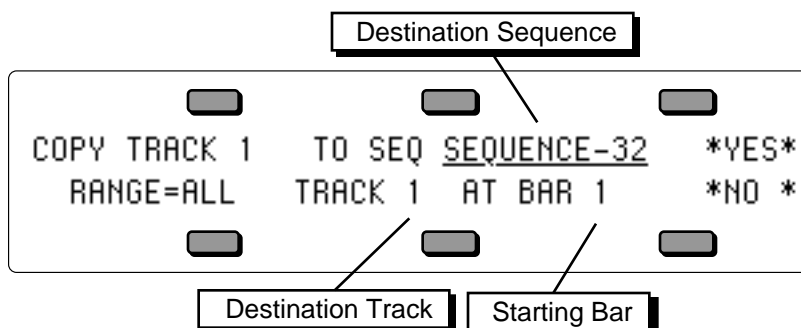 Destination Sequence
COPY TRACK 1 TO SEQ SEQUENCE-32 *YES*
RANGE=ALL TRACK 1 AT BAR 1 *NO *
Destination Track Starting Bar